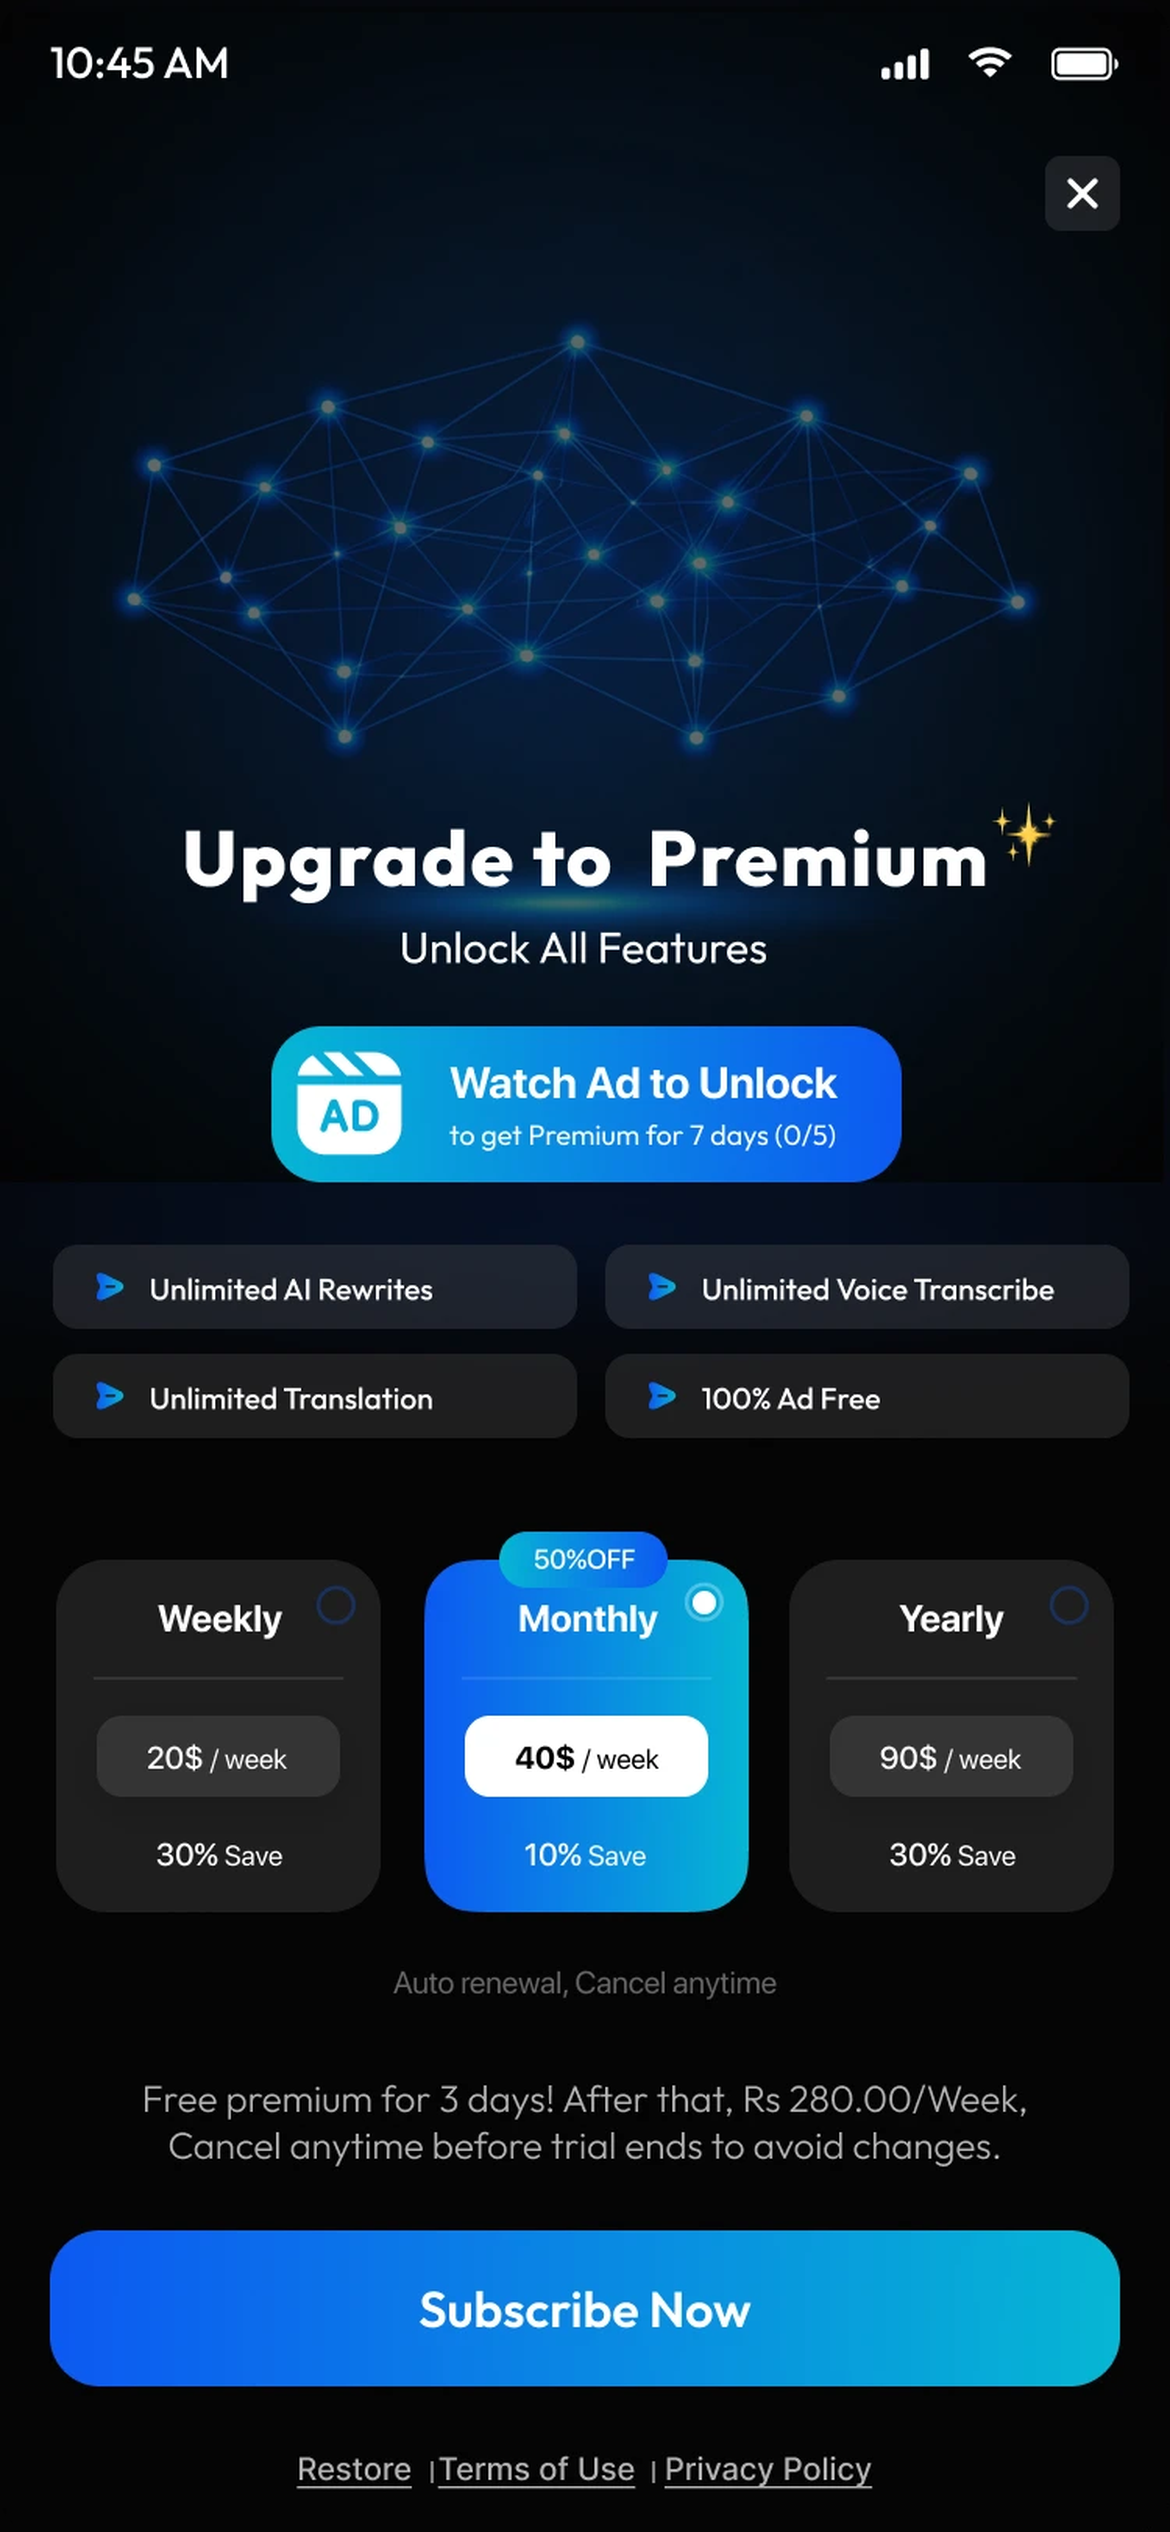 10:45 AM
Upgrade to Premium
Unlock All Features
AD
Watch Ad to Unlock
to get Premium for 7 days (0/5)
Unlimited AI Rewrites
Unlimited Voice Transcribe
Unlimited Translation
100% Ad Free
50%OFF
Weekly
Monthly
Yearly
20$ / week
40$ / week
90$ / week
30% Save
10% Save
30% Save
Auto renewal, Cancel anytime
Free premium for 3 days! After that, Rs 280.00/Week,
Cancel anytime before trial ends to avoid changes.
Subscribe Now
Restore | Terms of Use | Privacy Policy